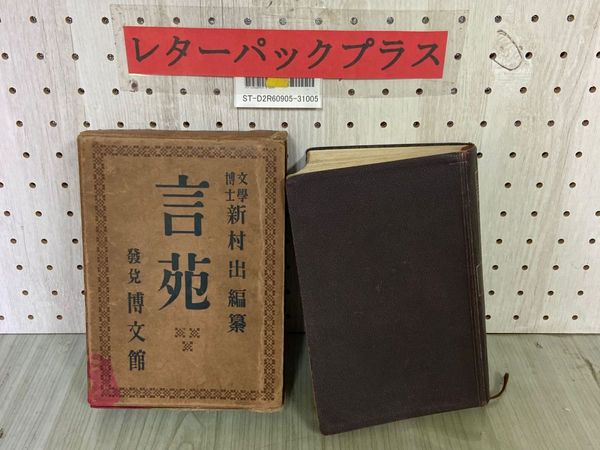 レターパックプラス
ST-D2R60905-31005
文學博士 新村出編纂
言苑
發兌 博文館